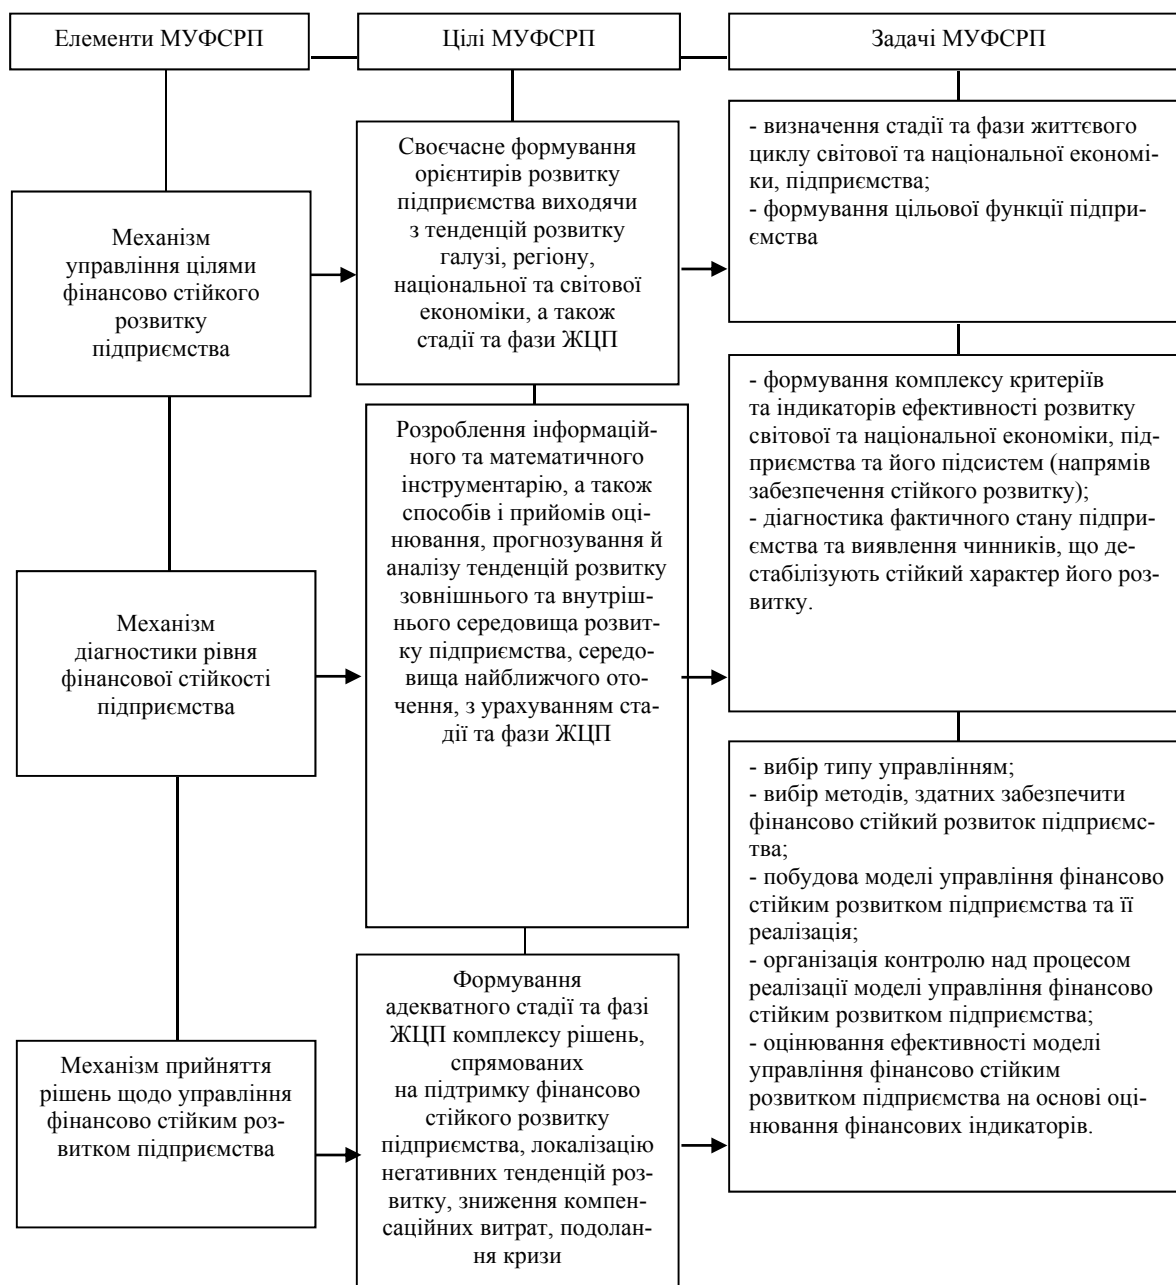 Елементи МУФСРП
Цілі МУФСРП
Задачі МУФСРП
Механізм
управління цілями
фінансово стійкого
розвитку
підприємства
Своєчасне формування
орієнтирів розвитку
підприємства виходячи
з тенденцій розвитку
галузі, регіону,
національної та світової
економіки, а також
стадії та фази ЖЦП
- визначення стадії та фази життєвого
циклу світової та національної економі-
ки, підприємства;
- формування цільової функції підпри-
ємства
Механізм
діагностики рівня
фінансової стійкості
підприємства
Розроблення інформацій-
ного та математичного
інструментарію, а також
способів і прийомів оці-
нювання, прогнозування й
аналізу тенденцій розвитку
зовнішнього та внутріш-
нього середовища розвит-
ку підприємства, середо-
вища найближчого ото-
чення, з урахуванням ста-
дії та фази ЖЦП
- формування комплексу критеріїв
та індикаторів ефективності розвитку
світової та національної економіки, під-
приємства та його підсистем (напрямів
забезпечення стійкого розвитку);
- діагностика фактичного стану підпри-
ємства та виявлення чинників, що де-
стабілізують стійкий характер його роз-
витку.
Механізм прийняття
рішень щодо управління
фінансово стійким роз-
витком підприємства
Формування
адекватного стадії та фазі
ЖЦП комплексу рішень,
спрямованих
на підтримку фінансово
стійкого розвитку
підприємства, локалізацію
негативних тенденцій роз-
витку, зниження компен-
саційних витрат, подолан-
ня кризи
- вибір типу управлінням;
- вибір методів, здатних забезпечити
фінансово стійкий розвиток підприємс-
тва;
- побудова моделі управління фінансово
стійким розвитком підприємства та її
реалізація;
- організація контролю над процесом
реалізації моделі управління фінансово
стійким розвитком підприємства;
- оцінювання ефективності моделі
управління фінансово стійким
розвитком підприємства на основі оці-
нювання фінансових індикаторів.